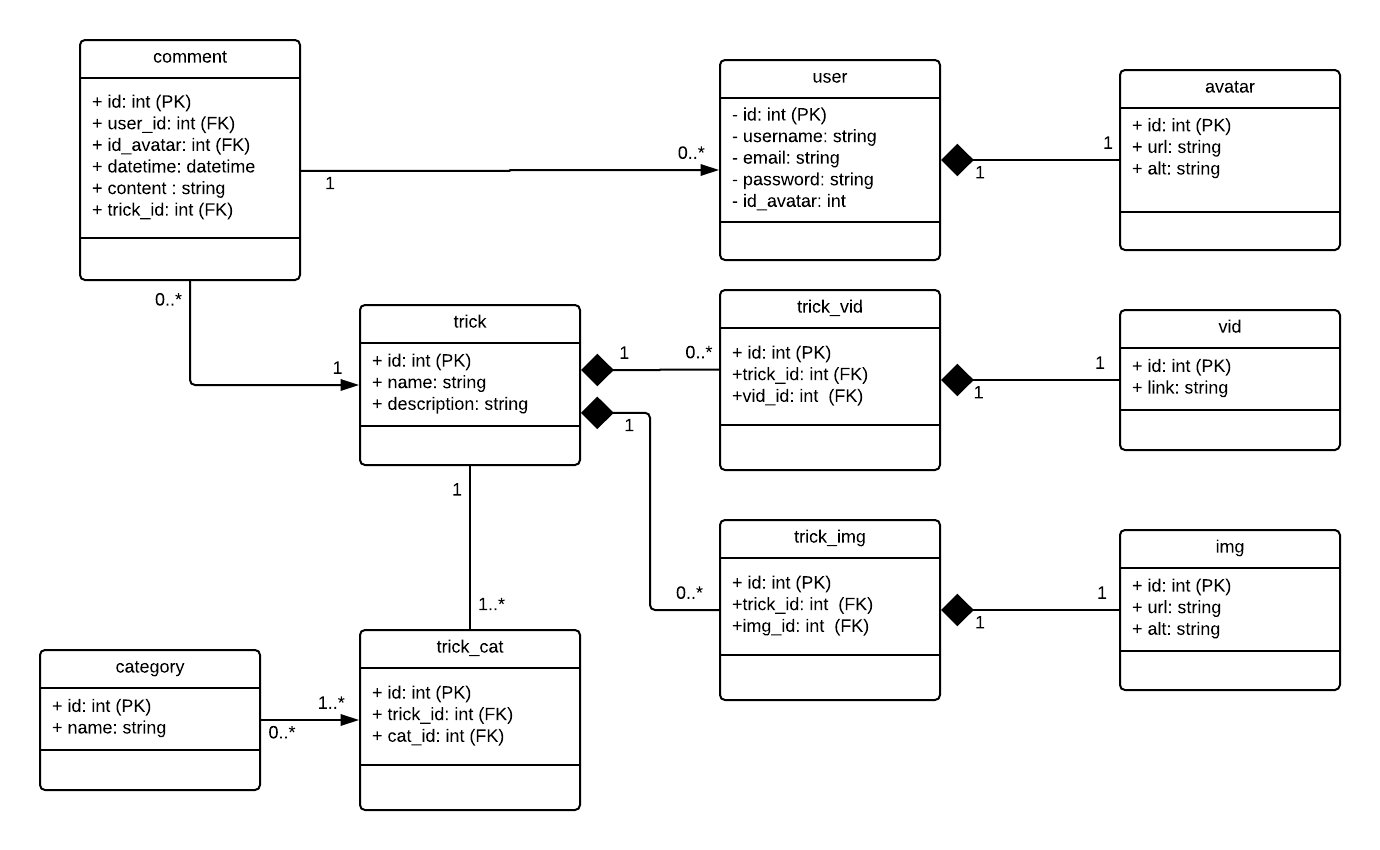 comment
+ id: int (PK)
+ user_id: int (FK)
+ id_avatar: int (FK)
+ datetime: datetime
+ content : string
+ trick_id: int (FK)
1
0..*
user
- id: int (PK)
- username: string
- email: string
- password: string
- id_avatar: int
1
1
avatar
+ id: int (PK)
+ url: string
+ alt: string
0..*
1
trick
+ id: int (PK)
+ name: string
+ description: string
1
0..*
trick_vid
+ id: int (PK)
+trick_id: int (FK)
+vid_id: int  (FK)
1
1
vid
+ id: int (PK)
+ link: string
1
0..*
trick_img
+ id: int (PK)
+trick_id: int  (FK)
+img_id: int  (FK)
1
1
img
+ id: int (PK)
+ url: string
+ alt: string
1
1..*
category
+ id: int (PK)
+ name: string
0..*
1..*
trick_cat
+ id: int (PK)
+ trick_id: int (FK)
+ cat_id: int (FK)